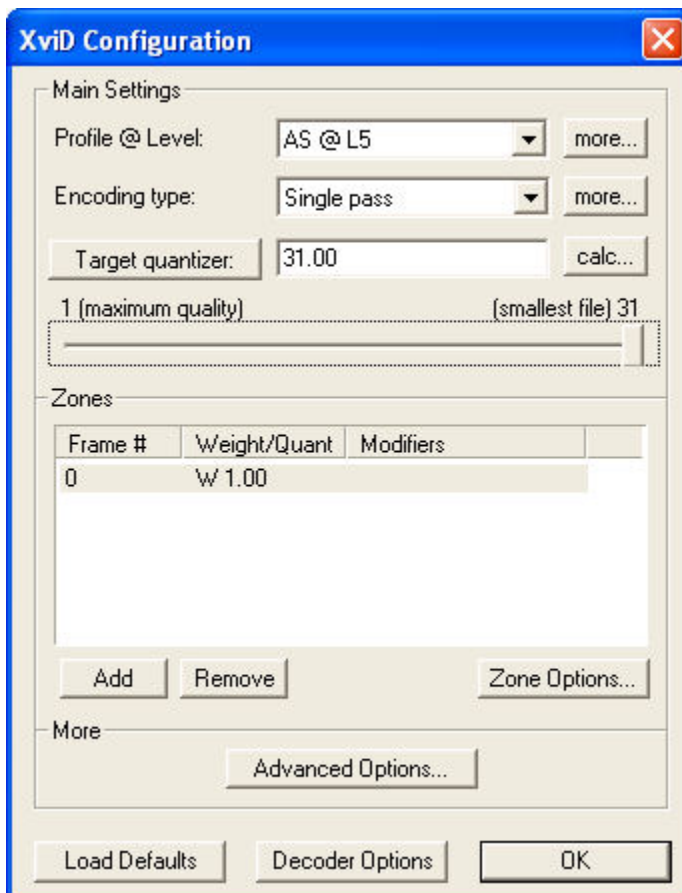 XviD Configuration
Main Settings
Profile @ Level: AS @ L5 more...
Encoding type: Single pass more...
Target quantizer: 31.00 calc...
1 (maximum quality) (smallest file) 31
Zones
Frame # Weight/Quant Modifiers
0 W 1.00
Add Remove Zone Options...
More
Advanced Options...
Load Defaults Decoder Options OK